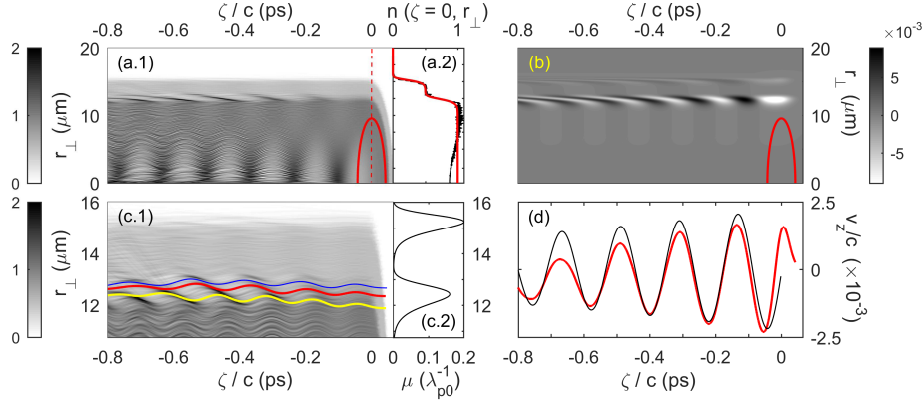 ζ / c (ps)
n (ζ = 0, r⊥)
ζ / c (ps)
-0.8 -0.6 -0.4 -0.2 0 0 1
-0.8 -0.6 -0.4 -0.2 0
×10⁻³
2
1
0
r⊥ (μm)
20
10
0
(a.1)
(a.2)
(b)
20
10
0
r⊥ (μm)
5
0
-5
2
1
0
r⊥ (μm)
16
14
12
(c.1)
(c.2)
16
14
12
(d)
2.5
0
-2.5
v_z/c (×10⁻³)
-0.8 -0.6 -0.4 -0.2 0 0 0.1 0.2
-0.8 -0.6 -0.4 -0.2 0
ζ / c (ps)
μ (λ_p0⁻¹)
ζ / c (ps)